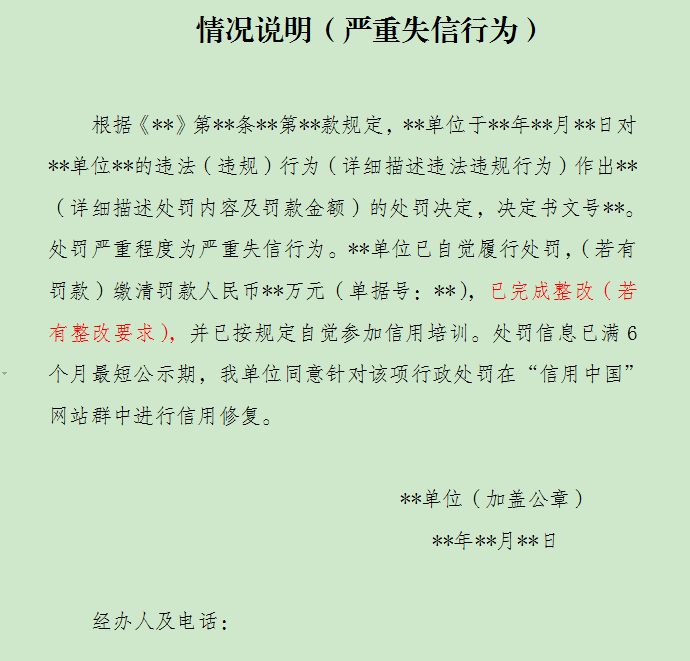 情况说明（严重失信行为）
根据《**》第**条**第**款规定，**单位于**年**月**日对
**单位**的违法（违规）行为（详细描述违法违规行为）作出**
（详细描述处罚内容及罚款金额）的处罚决定，决定书文号**。
处罚严重程度为严重失信行为。**单位已自觉履行处罚，（若有
罚款）缴清罚款人民币**万元（单据号：**），已完成整改（若
有整改要求），并已按规定自觉参加信用培训。处罚信息已满 6
个月最短公示期，我单位同意针对该项行政处罚在“信用中国”
网站群中进行信用修复。
**单位（加盖公章）
**年**月**日
经办人及电话：